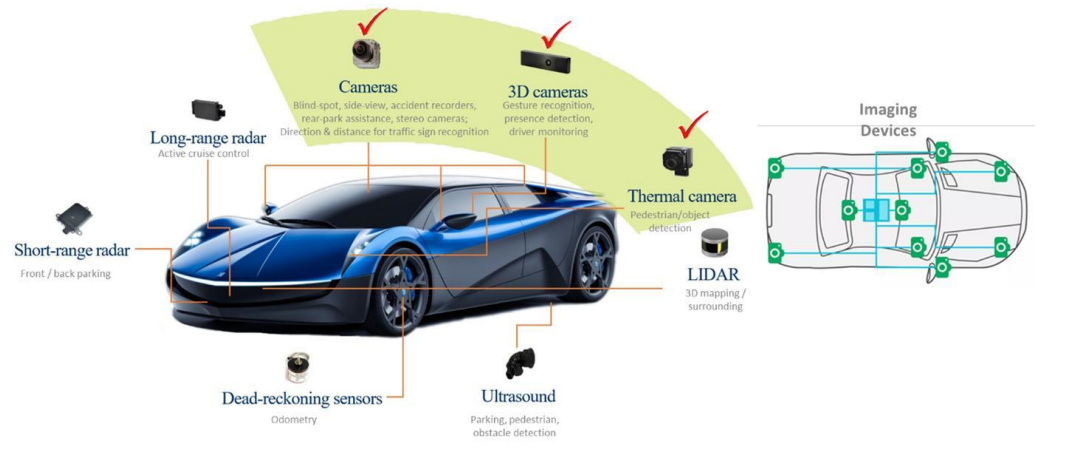 Cameras
Blind-spot, side-view, accident recorders,
rear-park assistance, stereo cameras;
Direction & distance for traffic sign recognition
3D cameras
Gesture recognition,
presence detection,
driver monitoring
Long-range radar
Active cruise control
Thermal camera
Pedestrian/object
detection
Short-range radar
Front / back parking
LIDAR
3D mapping /
surrounding
Dead-reckoning sensors
Odometry
Ultrasound
Parking, pedestrian,
obstacle detection
Imaging
Devices